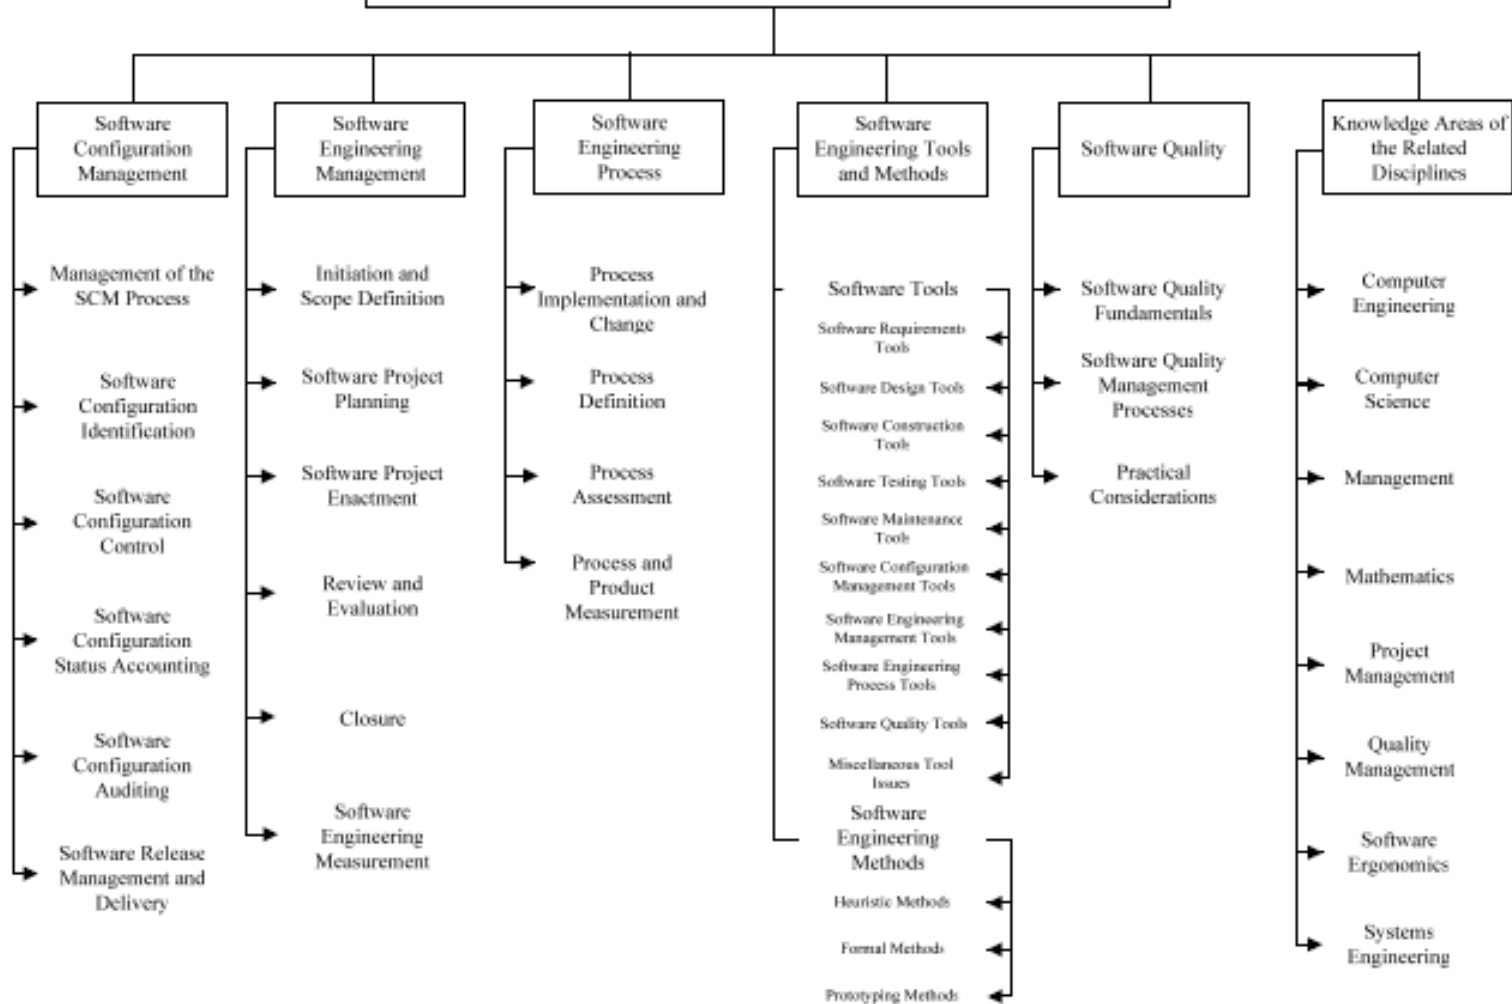 Software
Configuration
Management
Management of the
SCM Process
Software
Configuration
Identification
Software
Configuration
Control
Software
Configuration
Status Accounting
Software
Configuration
Auditing
Software Release
Management and
Delivery
Software
Engineering
Management
Initiation and
Scope Definition
Software Project
Planning
Software Project
Enactment
Review and
Evaluation
Closure
Software
Engineering
Measurement
Software
Engineering
Process
Process
Implementation and
Change
Process
Definition
Process
Assessment
Process and
Product
Measurement
Software
Engineering Tools
and Methods
Software Tools
Software Requirements
Tools
Software Design Tools
Software Construction
Tools
Software Testing Tools
Software Maintenance
Tools
Software Configuration
Management Tools
Software Engineering
Management Tools
Software Engineering
Process Tools
Software Quality Tools
Miscellaneous Tool
Issues
Software
Engineering
Methods
Heuristic Methods
Formal Methods
Prototyping Methods
Software Quality
Software Quality
Fundamentals
Software Quality
Management
Processes
Practical
Considerations
Knowledge Areas of
the Related
Disciplines
Computer
Engineering
Computer
Science
Management
Mathematics
Project
Management
Quality
Management
Software
Ergonomics
Systems
Engineering